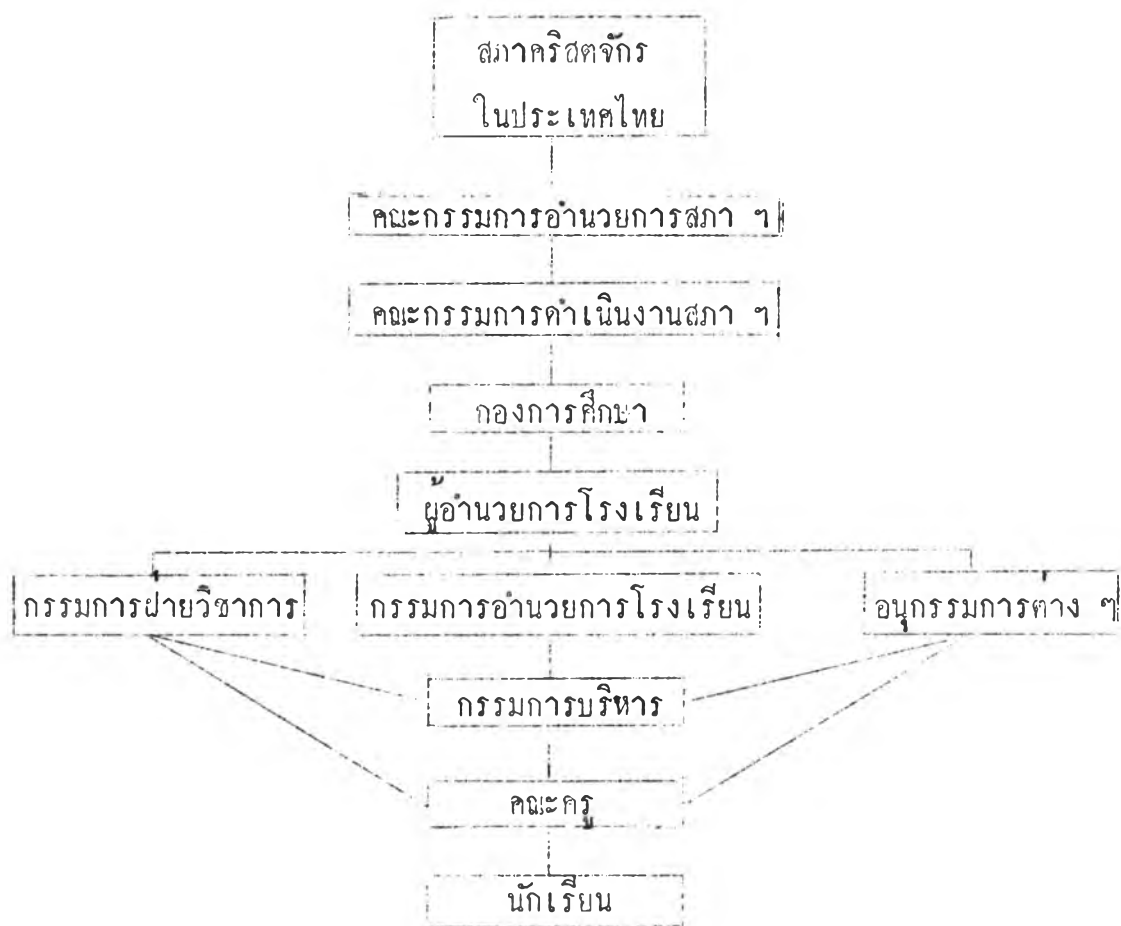 สภาคริสตจักร
ในประเทศไทย
คณะกรรมการอำนวยการสภา ฯ
คณะกรรมการดำเนินงานสภา ฯ
กองการศึกษา
ผู้อำนวยการโรงเรียน
กรรมการฝ่ายวิชาการ กรรมการอำนวยการโรงเรียน อนุกรรมการต่าง ๆ
กรรมการบริหาร
คณะครู
นักเรียน